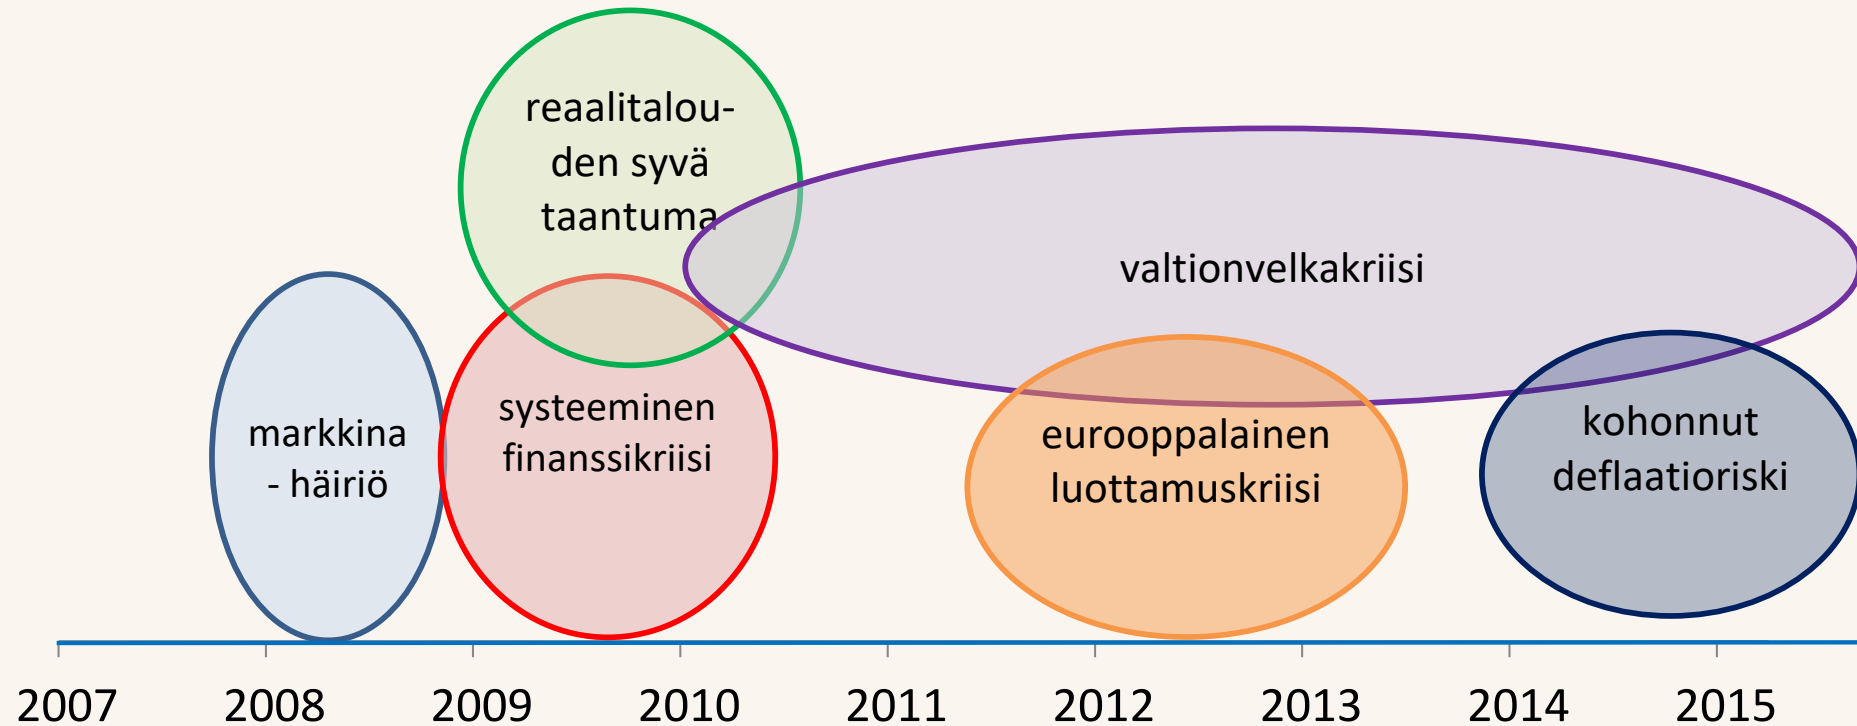 reaalitalou-
den syvä
taantuma
valtionvelkakriisi
markkina
- häiriö
systeeminen
finanssikriisi
eurooppalainen
luottamuskriisi
kohonnut
deflaatioriski
2007 2008 2009 2010 2011 2012 2013 2014 2015